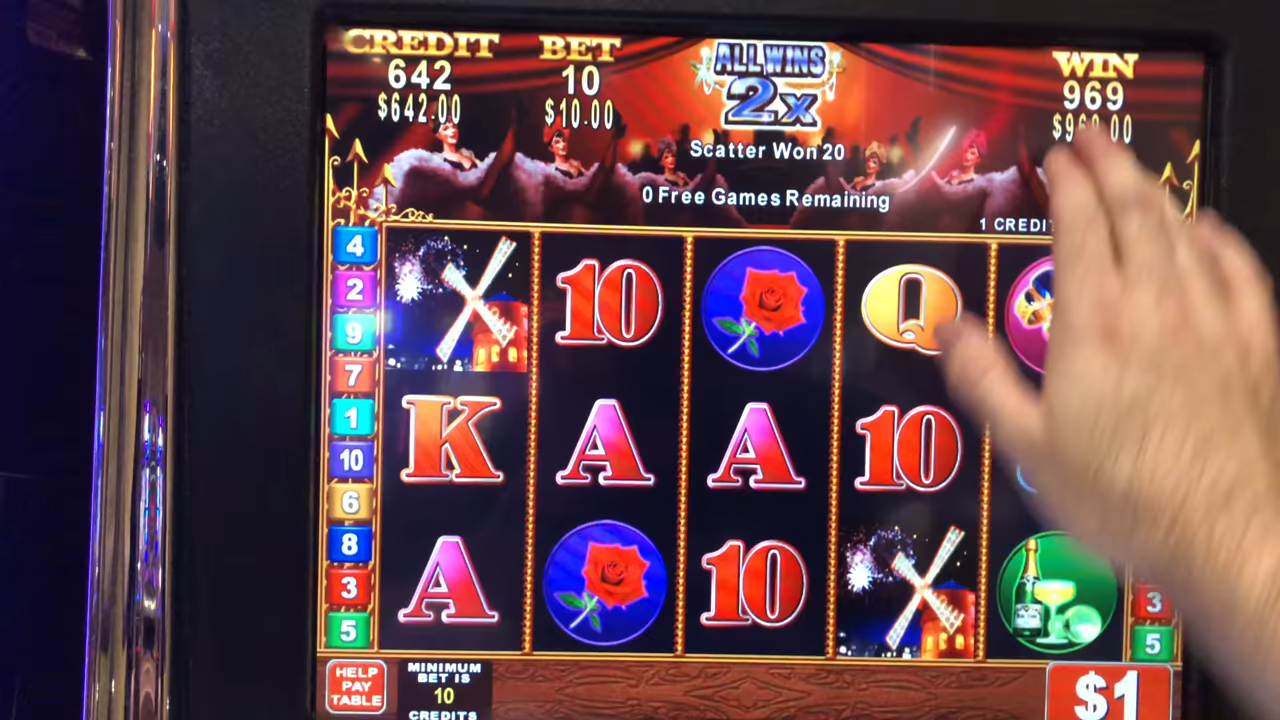 CREDIT
642
$642.00
BET
10
$10.00
ALL WINS
2x
Scatter Won 20
0 Free Games Remaining
WIN
969
1 CREDIT
4
2
9
7
1
10
6
8
3
5
10
Q
K
A
A
10
A
10
3
5
HELP
PAY
TABLE
MINIMUM
BET IS
10
CREDITS
$1